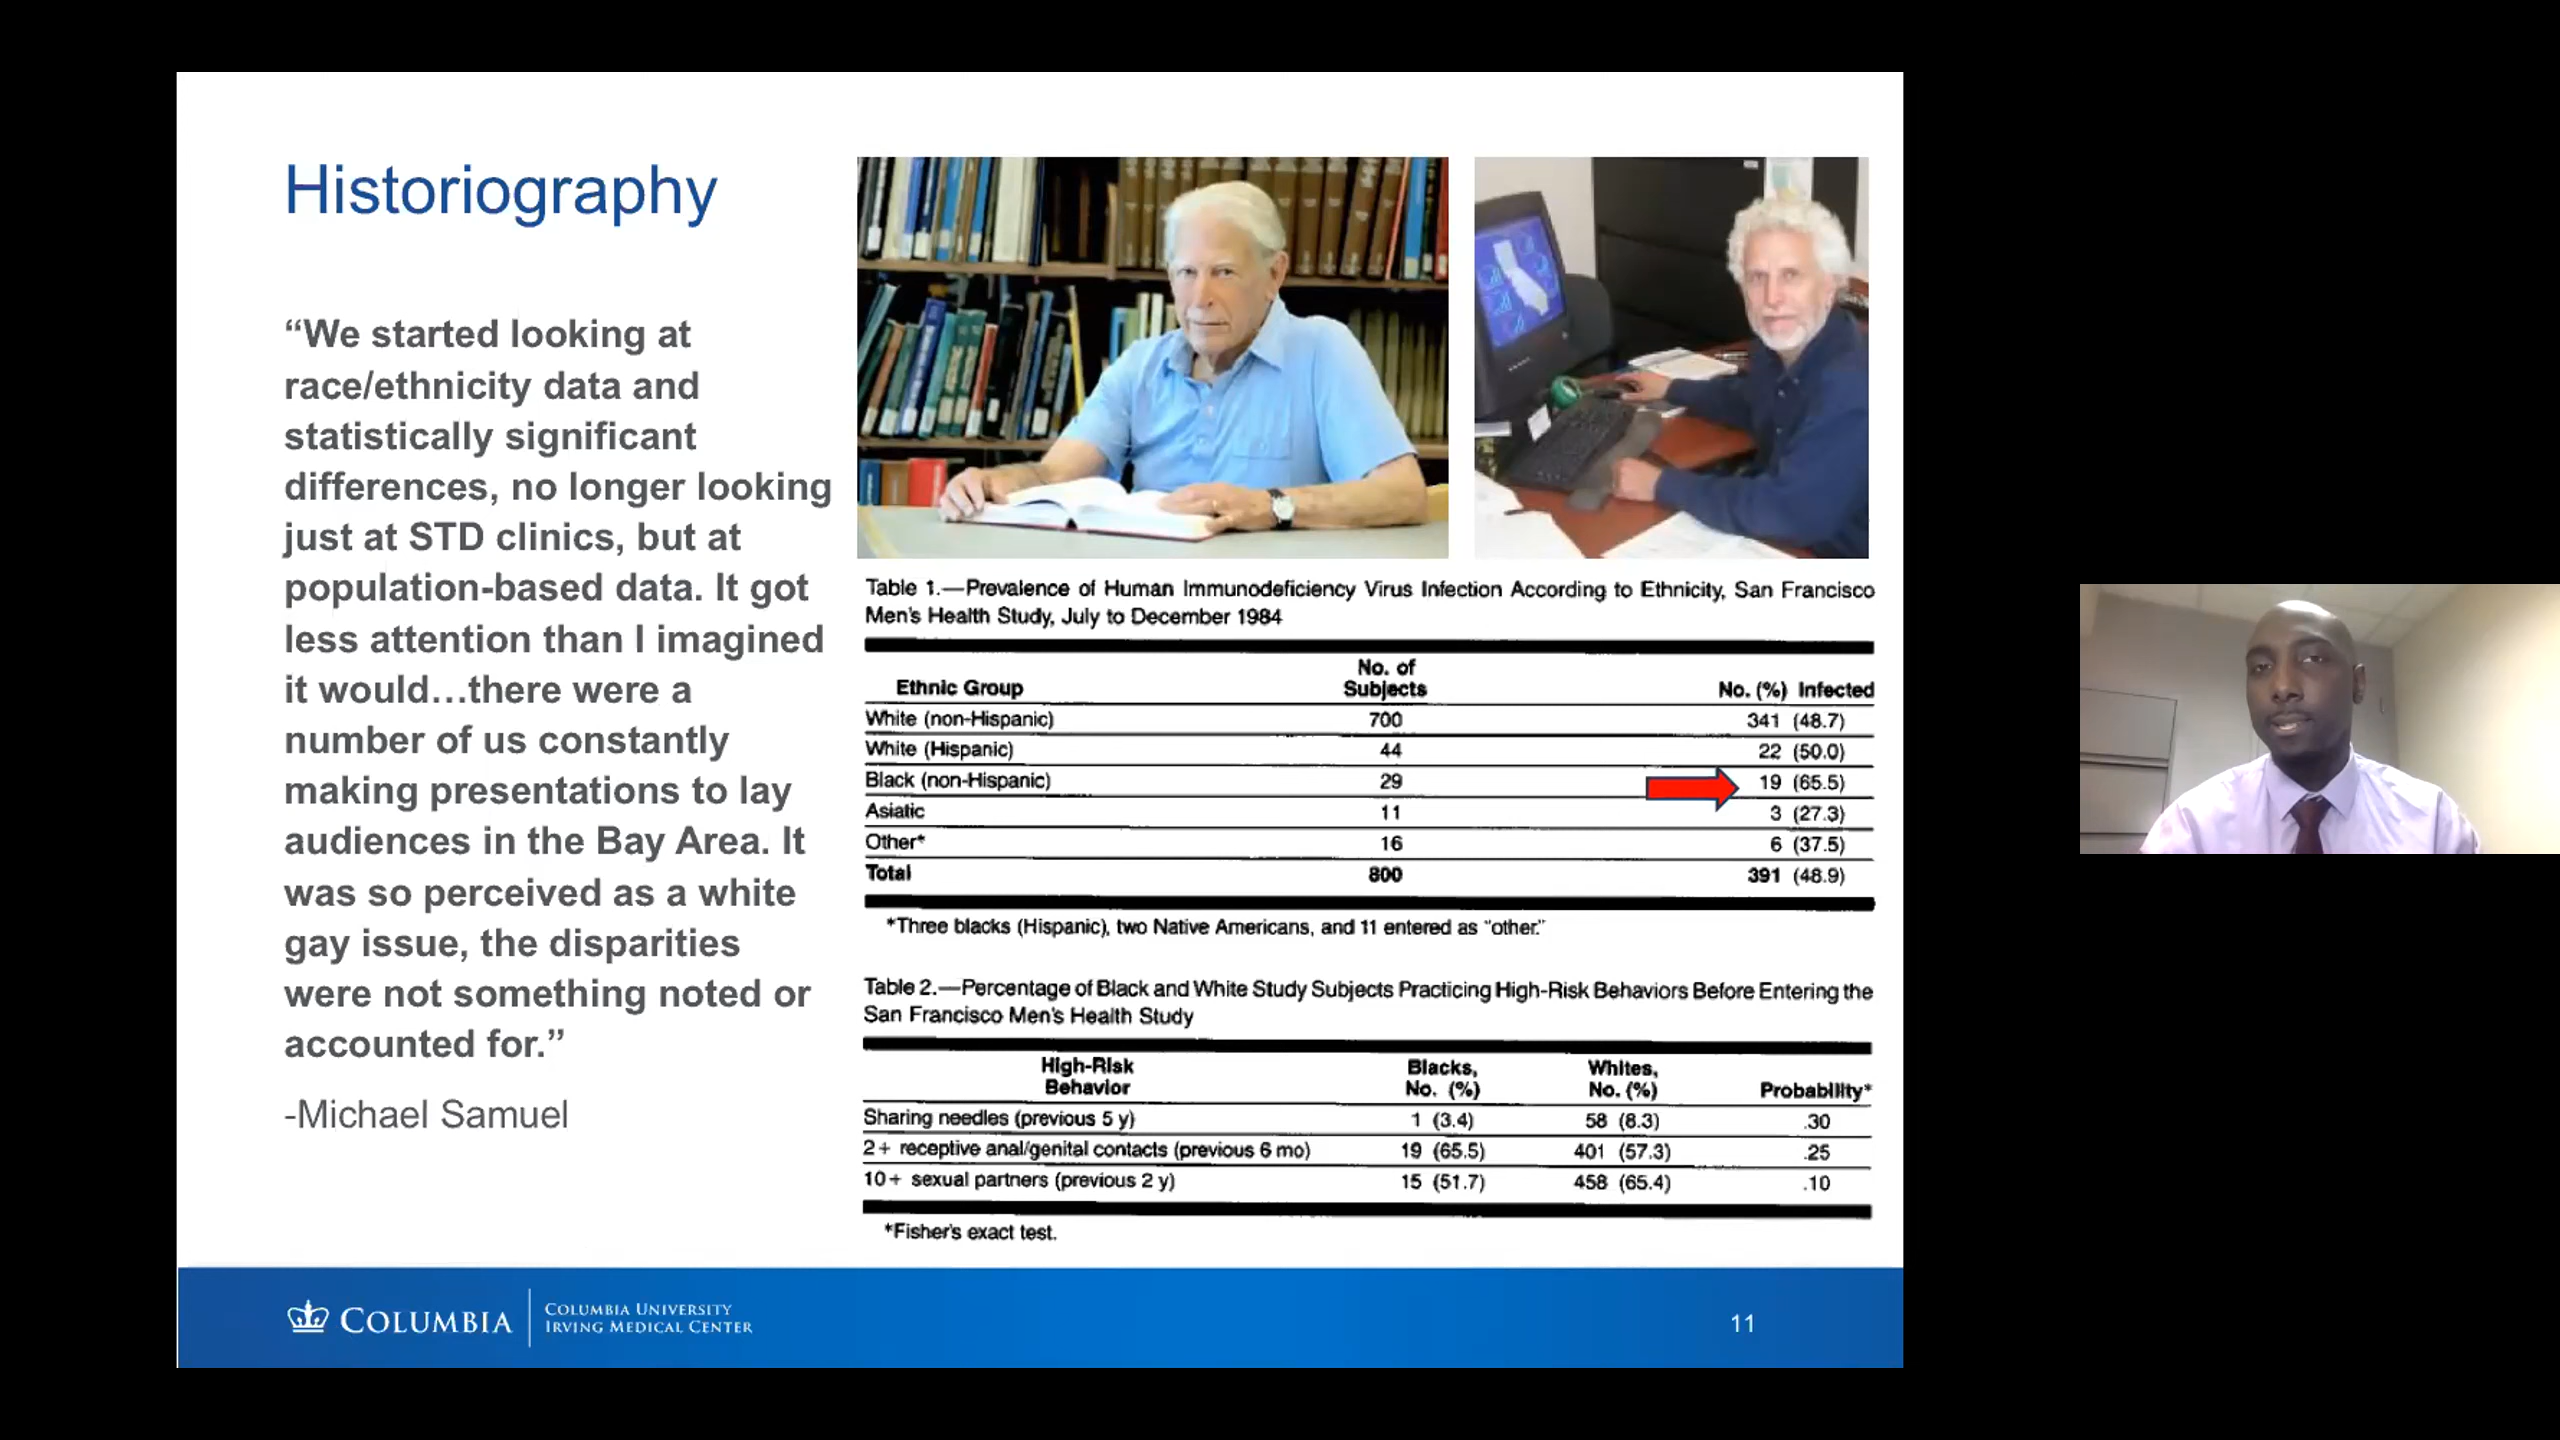 Historiography
“We started looking at
race/ethnicity data and
statistically significant
differences, no longer looking
just at STD clinics, but at
population-based data. It got
less attention than I imagined
it would…there were a
number of us constantly
making presentations to lay
audiences in the Bay Area. It
was so perceived as a white
gay issue, the disparities
were not something noted or
accounted for.”
-Michael Samuel
Table 1.—Prevalence of Human Immunodeficiency Virus Infection According to Ethnicity, San Francisco
Men's Health Study, July to December 1984
Ethnic Group No. of Subjects No. (%) Infected
White (non-Hispanic) 700 341 (48.7)
White (Hispanic) 44 22 (50.0)
Black (non-Hispanic) 29 19 (65.5)
Asiatic 11 3 (27.3)
Other* 16 6 (37.5)
Total 800 391 (48.9)
*Three blacks (Hispanic), two Native Americans, and 11 entered as “other.”
Table 2.—Percentage of Black and White Study Subjects Practicing High-Risk Behaviors Before Entering the
San Francisco Men's Health Study
High-Risk Behavior Blacks, No. (%) Whites, No. (%) Probability*
Sharing needles (previous 5 y) 1 (3.4) 58 (8.3) .30
2+ receptive anal/genital contacts (previous 6 mo) 19 (65.5) 401 (57.3) .25
10+ sexual partners (previous 2 y) 15 (51.7) 458 (65.4) .10
*Fisher's exact test.
COLUMBIA
COLUMBIA UNIVERSITY
IRVING MEDICAL CENTER
11